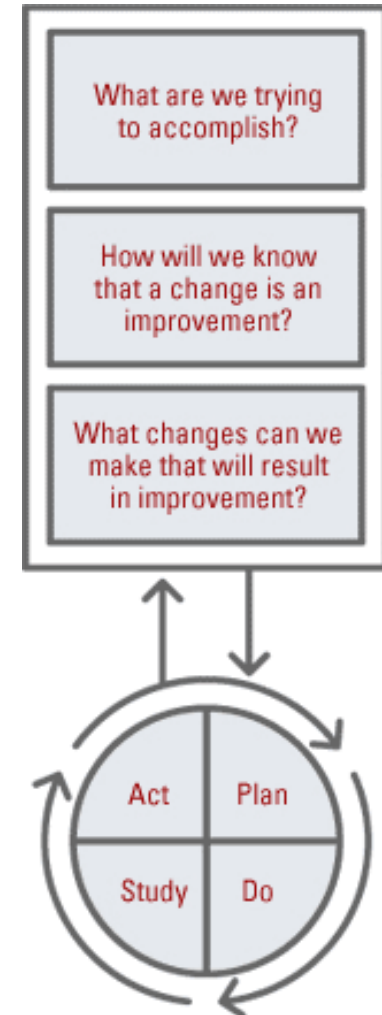 What are we trying
to accomplish?
How will we know
that a change is an
improvement?
What changes can we
make that will result
in improvement?
Act
Plan
Study
Do